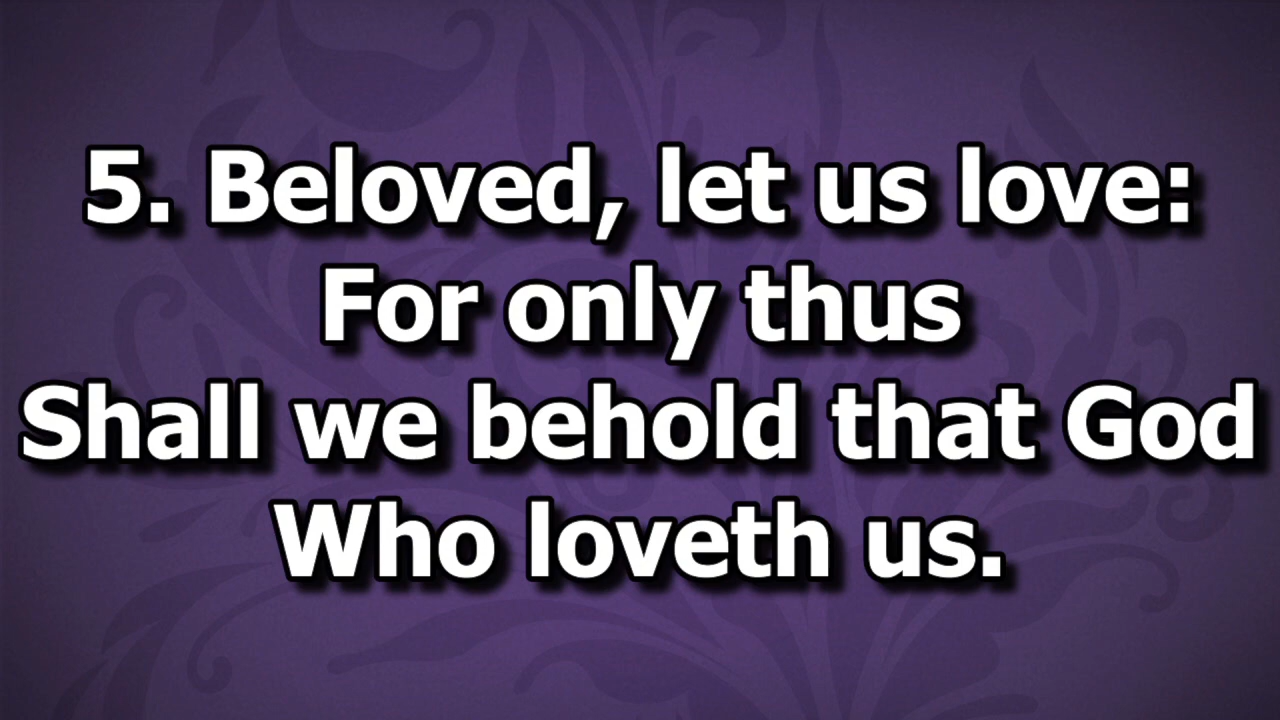 5. Beloved, let us love:
For only thus
Shall we behold that God
Who loveth us.